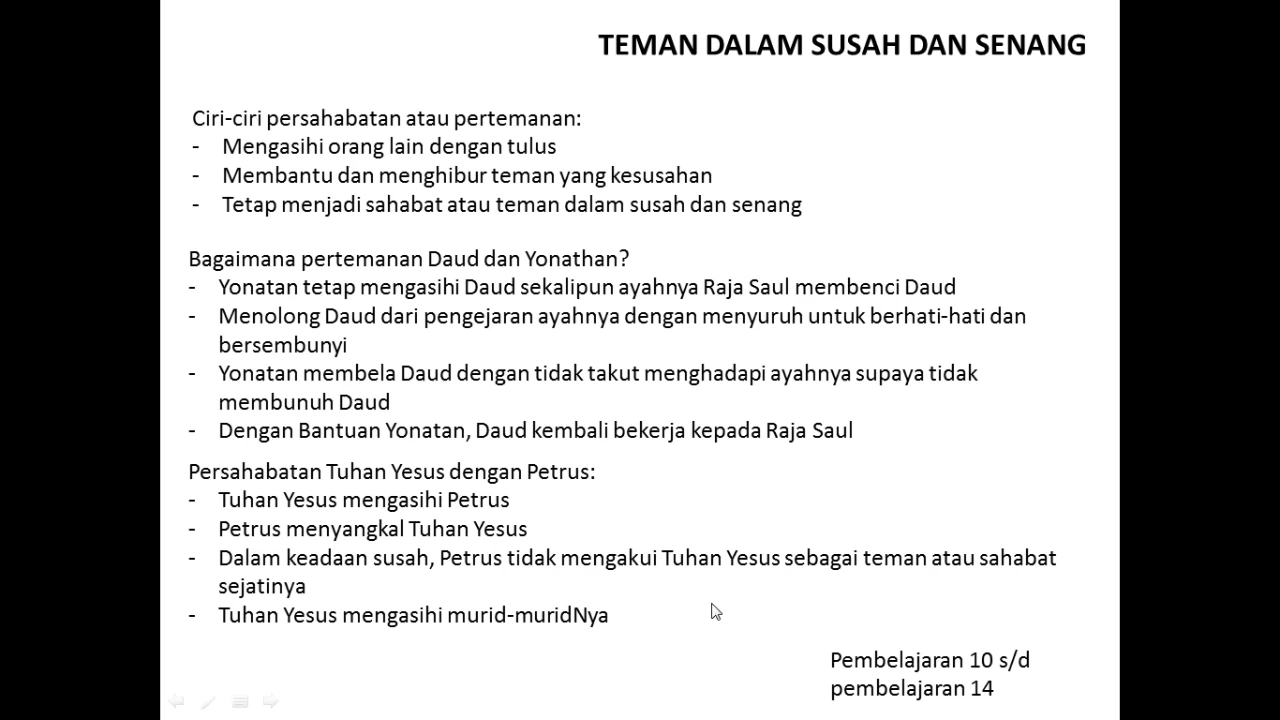 TEMAN DALAM SUSAH DAN SENANG
Ciri-ciri persahabatan atau pertemanan:
- Mengasihi orang lain dengan tulus
- Membantu dan menghibur teman yang kesusahan
- Tetap menjadi sahabat atau teman dalam susah dan senang
Bagaimana pertemanan Daud dan Yonathan?
- Yonatan tetap mengasihi Daud sekalipun ayahnya Raja Saul membenci Daud
- Menolong Daud dari pengejaran ayahnya dengan menyuruh untuk berhati-hati dan
bersembunyi
- Yonatan membela Daud dengan tidak takut menghadapi ayahnya supaya tidak
membunuh Daud
- Dengan Bantuan Yonatan, Daud kembali bekerja kepada Raja Saul
Persahabatan Tuhan Yesus dengan Petrus:
- Tuhan Yesus mengasihi Petrus
- Petrus menyangkal Tuhan Yesus
- Dalam keadaan susah, Petrus tidak mengakui Tuhan Yesus sebagai teman atau sahabat
sejatinya
- Tuhan Yesus mengasihi murid-muridNya
Pembelajaran 10 s/d
pembelajaran 14